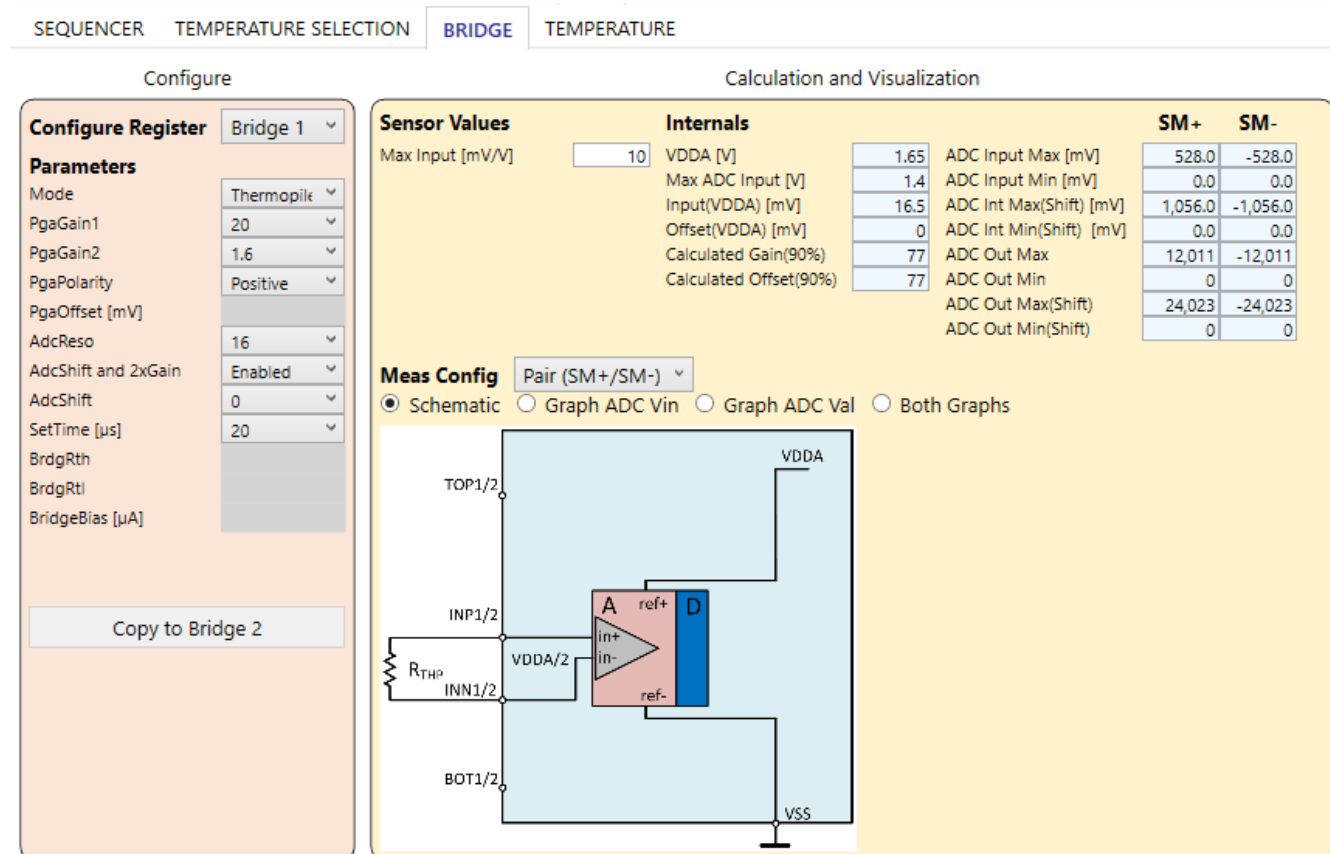 SEQUENCER TEMPERATURE SELECTION BRIDGE TEMPERATURE
Configure
Configure Register Bridge 1
Parameters
Mode Thermopile
PgaGain1 20
PgaGain2 1.6
PgaPolarity Positive
PgaOffset [mV]
AdcReso 16
AdcShift and 2xGain Enabled
AdcShift 0
SetTime [µs] 20
BrdgRth
BrdgRtl
BridgeBias [µA]
Copy to Bridge 2
Calculation and Visualization
Sensor Values
Max Input [mV/V] 10
Internals
VDDA [V] 1.65
Max ADC Input [V] 1.4
Input(VDDA) [mV] 16.5
Offset(VDDA) [mV] 0
Calculated Gain(90%) 77
Calculated Offset(90%) 77
SM+ SM-
ADC Input Max [mV] 528.0 -528.0
ADC Input Min [mV] 0.0 0.0
ADC Int Max(Shift) [mV] 1,056.0 -1,056.0
ADC Int Min(Shift) [mV] 0.0 0.0
ADC Out Max 12,011 -12,011
ADC Out Min 0 0
ADC Out Max(Shift) 24,023 -24,023
ADC Out Min(Shift) 0 0
Meas Config Pair (SM+/SM-)
Schematic Graph ADC Vin Graph ADC Val Both Graphs
VDDA
TOP1/2
A ref+ D
INP1/2
in+
VDDA/2 in-
RTHP
INN1/2
ref-
BOT1/2
VSS